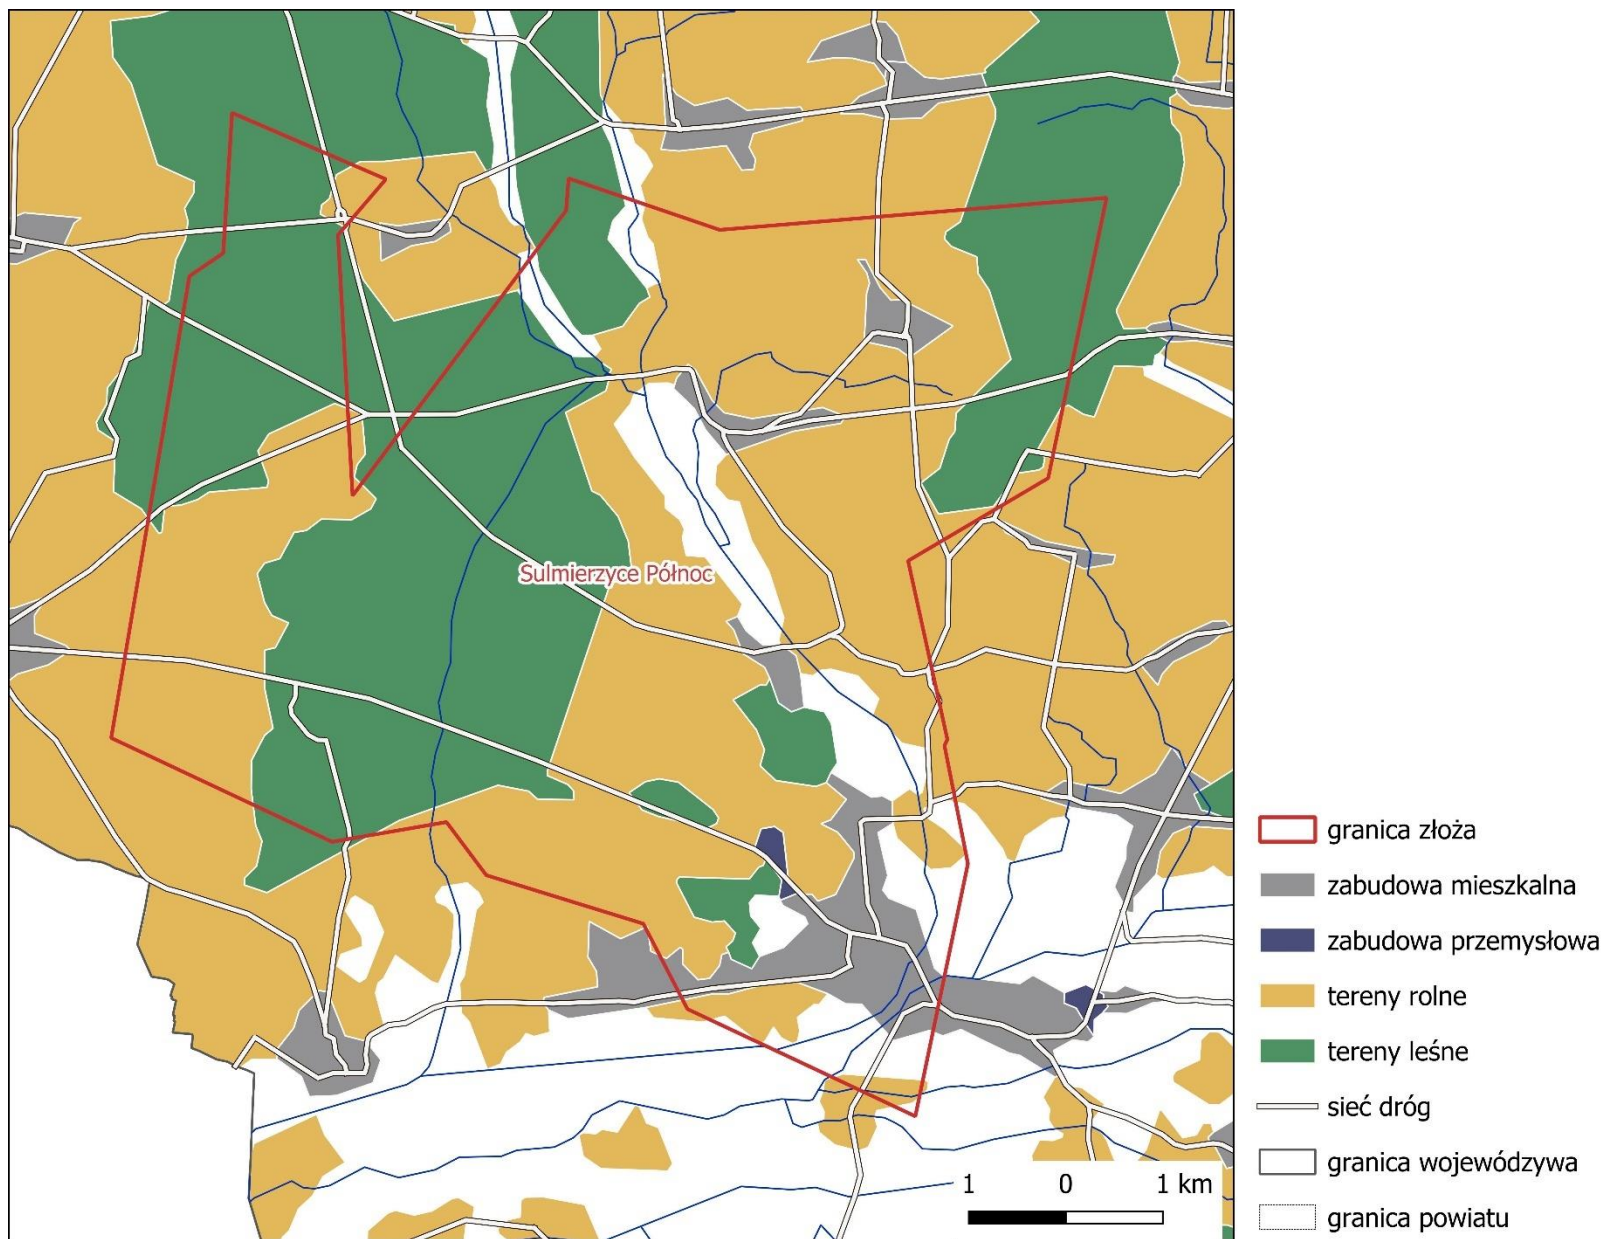 Sulmierzyce Północ
granica złoża
zabudowa mieszkalna
zabudowa przemysłowa
tereny rolne
tereny leśne
sieć dróg
granica wojewódzywa
granica powiatu
1 0 1 km